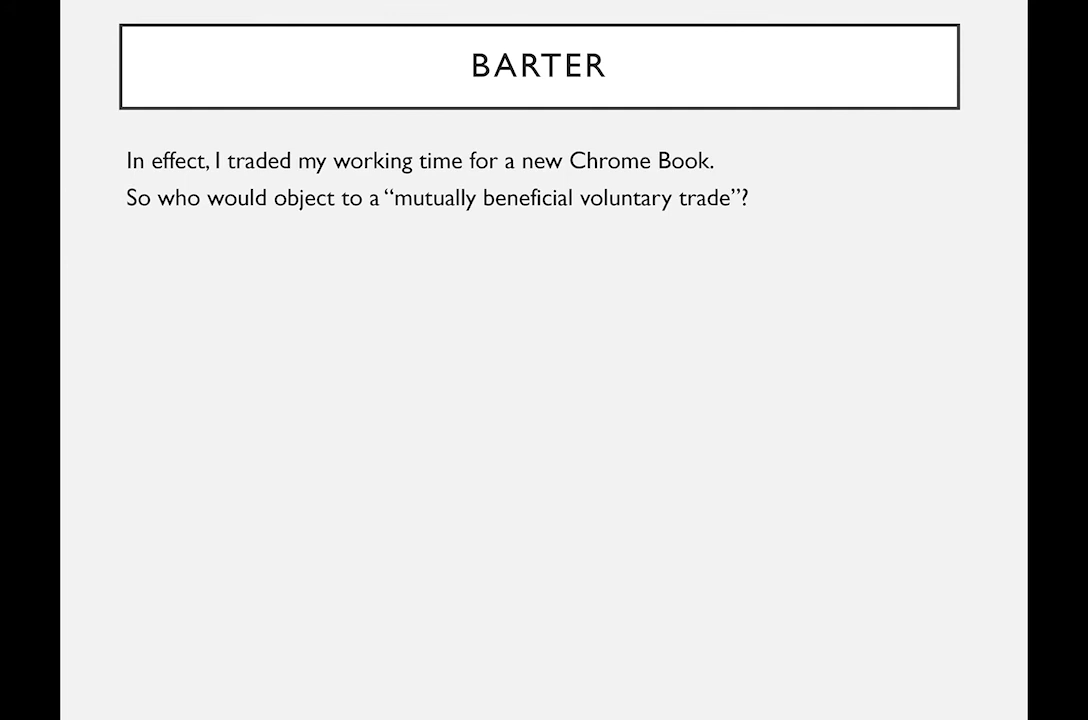 BARTER
In effect, I traded my working time for a new Chrome Book.
So who would object to a “mutually beneficial voluntary trade”?